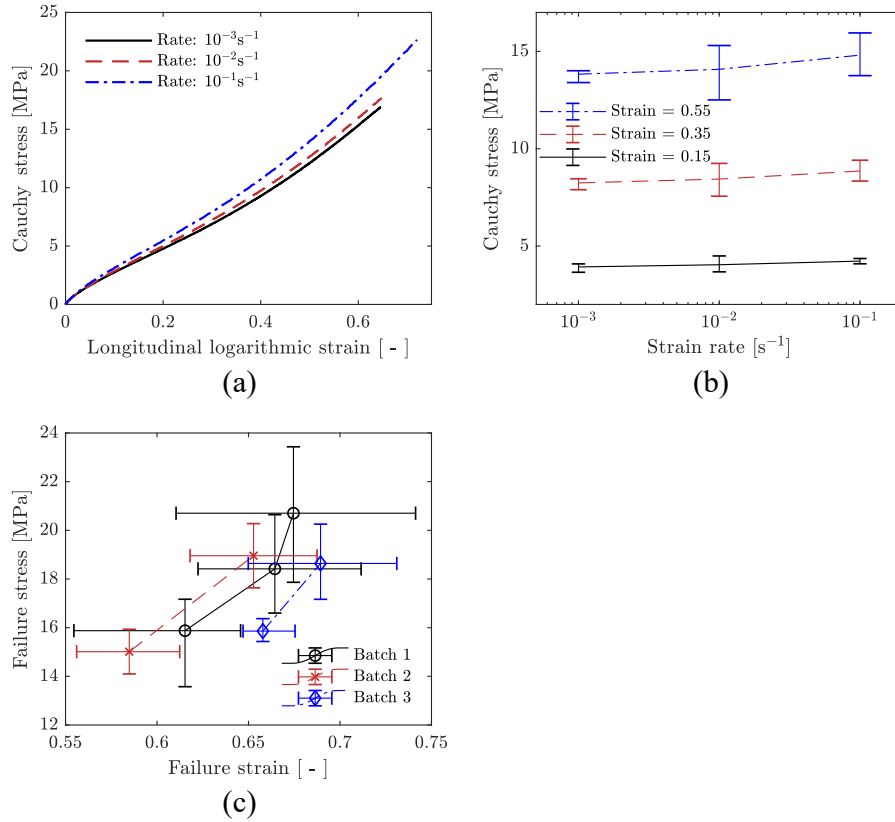 25
20
15
10
5
0
Cauchy stress [MPa]
Rate: 10⁻³s⁻¹
Rate: 10⁻²s⁻¹
Rate: 10⁻¹s⁻¹
0 0.2 0.4 0.6
Longitudinal logarithmic strain [ - ]
(a)
15
10
5
Cauchy stress [MPa]
Strain = 0.55
Strain = 0.35
Strain = 0.15
10⁻³ 10⁻² 10⁻¹
Strain rate [s⁻¹]
(b)
24
22
20
18
16
14
12
Failure stress [MPa]
Batch 1
Batch 2
Batch 3
0.55 0.6 0.65 0.7 0.75
Failure strain [ - ]
(c)